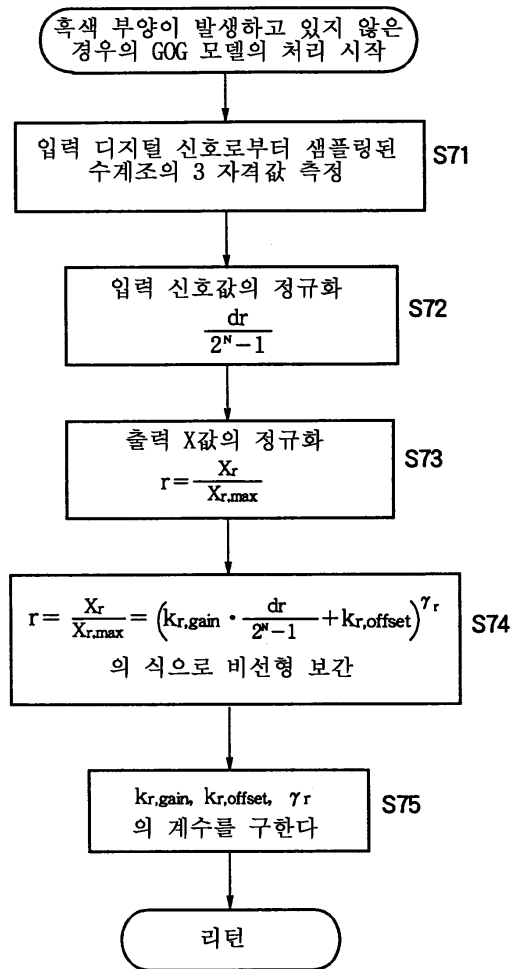 흑색 부양이 발생하고 있지 않은
경우의 GOG 모델의 처리 시작
입력 디지털 신호로부터 샘플링된
수계조의 3 자격값 측정
S71
입력 신호값의 정규화
dr
2^N−1
S72
출력 X값의 정규화
r = Xr / Xr,max
S73
r = Xr / Xr,max = (kr,gain · dr / 2^N−1 + kr,offset)^γr
의 식으로 비선형 보간
S74
kr,gain, kr,offset, γr
의 계수를 구한다
S75
리턴